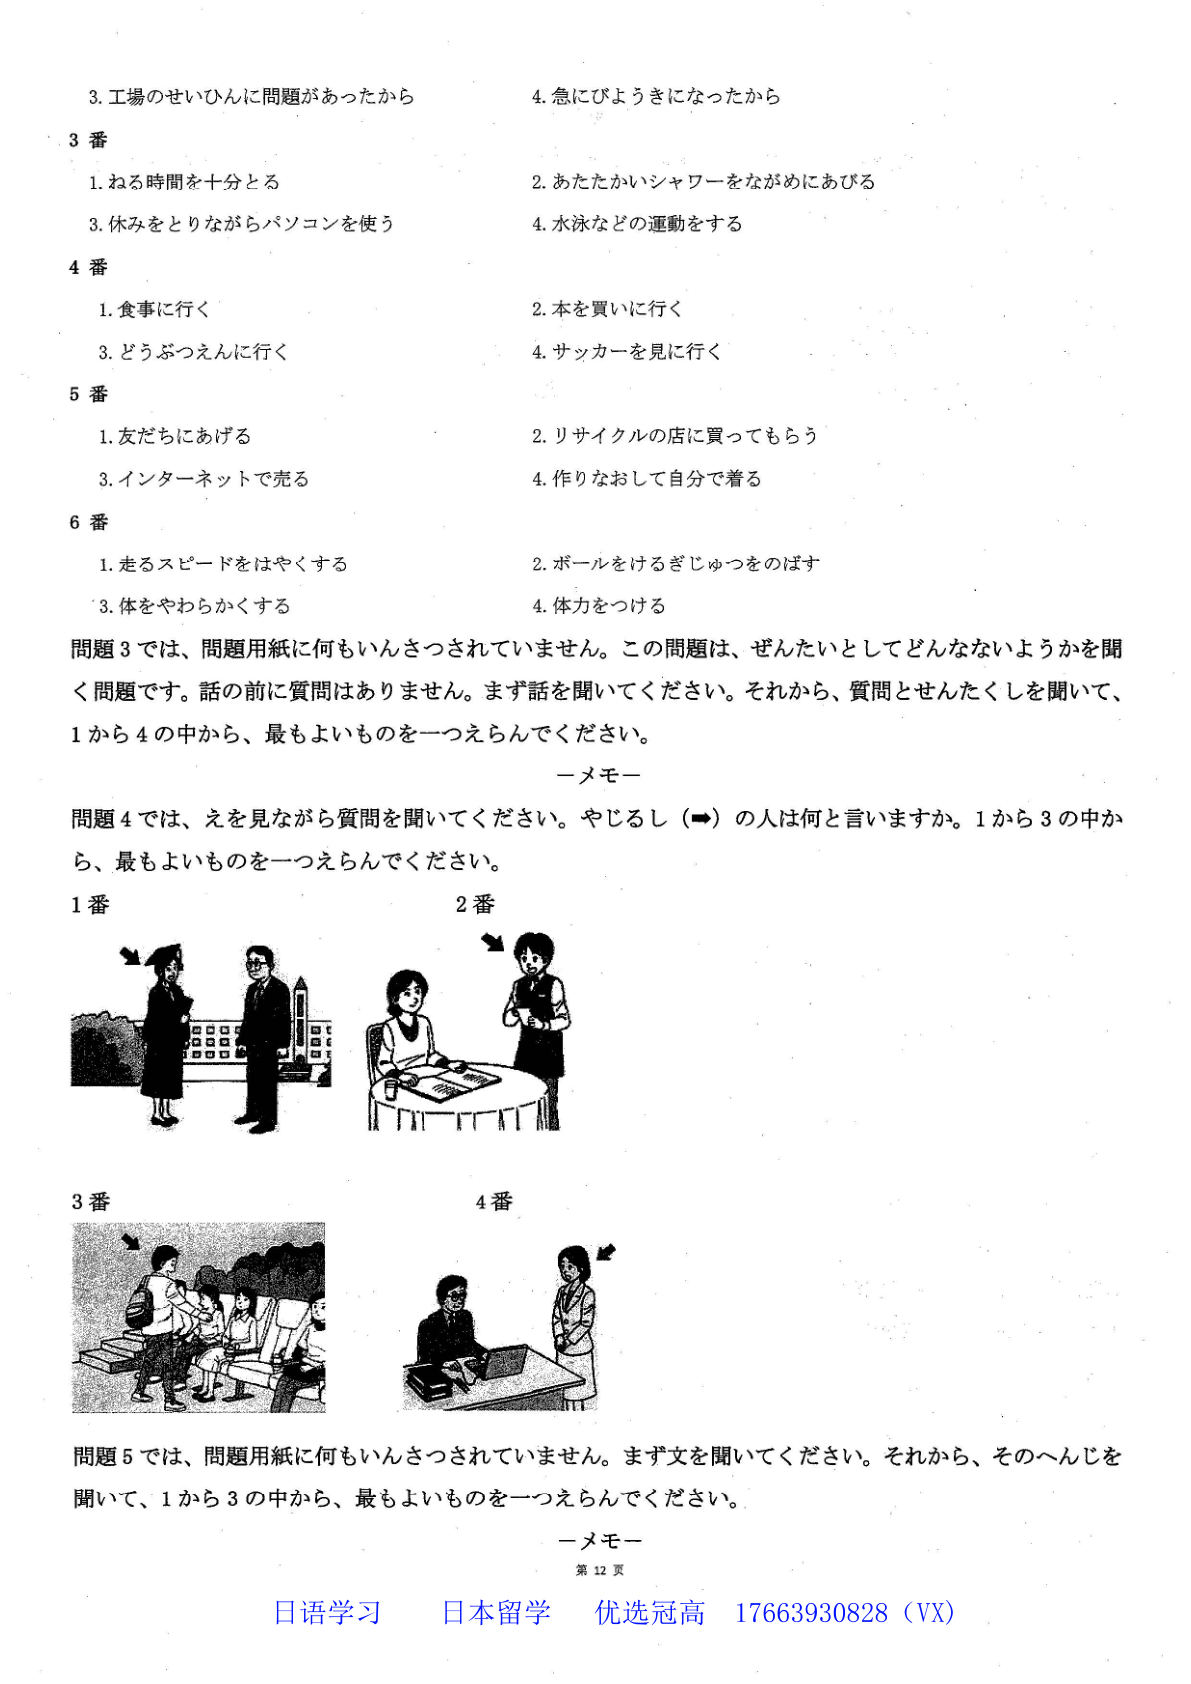 3. 工場のせいひんに問題があったから 4. 急にびようきになったから
3 番
1. ねる時間を十分とる 2. あたたかいシャワーをながめにあびる
3. 休みをとりながらパソコンを使う 4. 水泳などの運動をする
4 番
1. 食事に行く 2. 本を買いに行く
3. どうぶつえんに行く 4. サッカーを見に行く
5 番
1. 友だちにあげる 2. リサイクルの店に買ってもらう
3. インターネットで売る 4. 作りなおして自分で着る
6 番
1. 走るスピードをはやくする 2. ボールをけるぎじゅつをのばす
3. 体をやわらかくする 4. 体力をつける
問題3では、問題用紙に何もいんさつされていません。この問題は、ぜんたいとしてどんなないようかを聞
く問題です。話の前に質問はありません。まず話を聞いてください。それから、質問とせんたくしを聞いて、
1から4の中から、最もよいものを一つえらんでください。
－メモ－
問題4では、えを見ながら質問を聞いてください。やじるし（➡）の人は何と言いますか。1から3の中か
ら、最もよいものを一つえらんでください。
1番 2番
3番 4番
問題5では、問題用紙に何もいんさつされていません。まず文を聞いてください。それから、そのへんじを
聞いて、1から3の中から、最もよいものを一つえらんでください。
－メモ－
第 12 页
日语学习 日本留学 优选冠高 17663930828（VX)